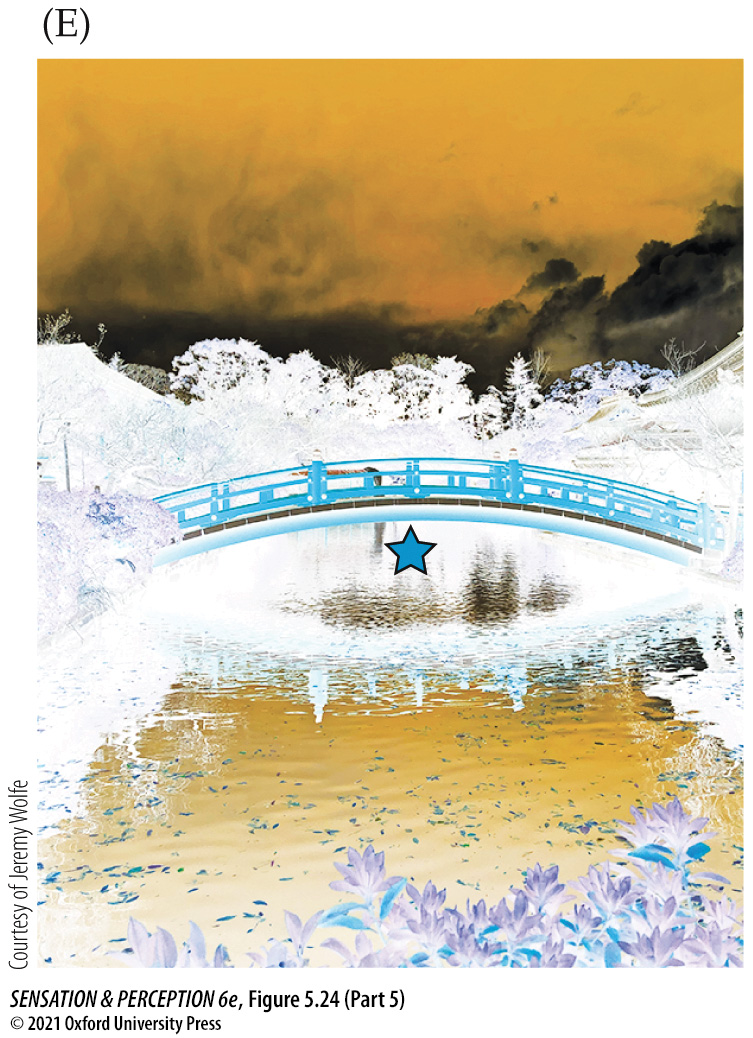 (E)
Courtesy of Jeremy Wolfe
SENSATION & PERCEPTION 6e, Figure 5.24 (Part 5)
© 2021 Oxford University Press